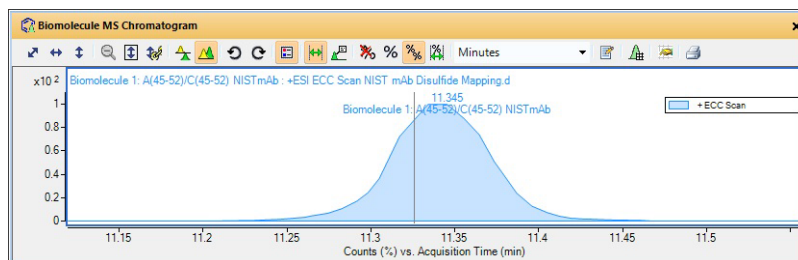 Biomolecule MS Chromatogram
Minutes
x10 2
Biomolecule 1: A(45-52)/C(45-52) NISTmAb : +ESI ECC Scan NIST mAb Disulfide Mapping.d
11.345
Biomolecule 1: A(45-52)/C(45-52) NISTmAb
+ ECC Scan
1
0.8
0.6
0.4
0.2
0
11.15 11.2 11.25 11.3 11.35 11.4 11.45 11.5
Counts (%) vs. Acquisition Time (min)